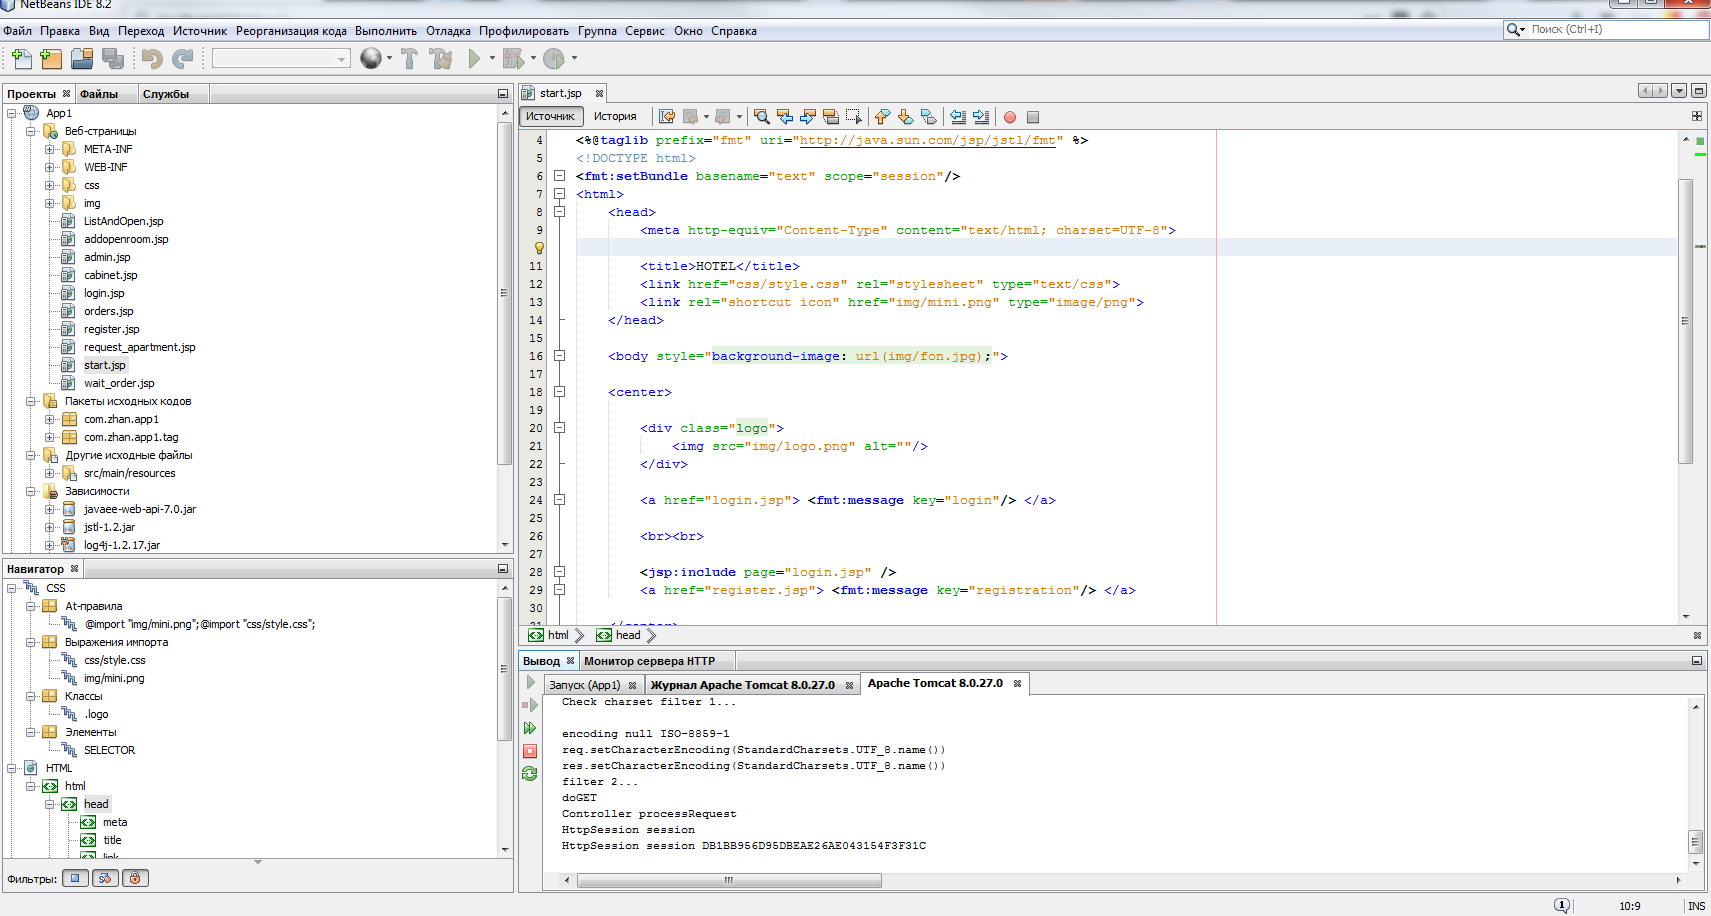 NetBeans IDE 8.2
Файл Правка Вид Переход Источник Реорганизация кода Выполнить Отладка Профилировать Группа Сервис Окно Справка
Поиск (Ctrl+I)
Проекты Файлы Службы
App1
Веб-страницы
META-INF
WEB-INF
css
img
ListAndOpen.jsp
addopenroom.jsp
admin.jsp
cabinet.jsp
login.jsp
orders.jsp
register.jsp
request_apartment.jsp
start.jsp
wait_order.jsp
Пакеты исходных кодов
com.zhan.app1
com.zhan.app1.tag
Другие исходные файлы
src/main/resources
Зависимости
javaee-web-api-7.0.jar
jstl-1.2.jar
log4j-1.2.17.jar
Навигатор
CSS
At-правила
@import "img/mini.png";@import "css/style.css";
Выражения импорта
css/style.css
img/mini.png
Классы
.logo
Элементы
SELECTOR
HTML
html
head
meta
title
link
Фильтры:
start.jsp
Источник История
4 <%@taglib prefix="fmt" uri="http://java.sun.com/jsp/jstl/fmt" %>
5 <!DOCTYPE html>
6 <fmt:setBundle basename="text" scope="session"/>
7 <html>
8 <head>
9 <meta http-equiv="Content-Type" content="text/html; charset=UTF-8">
11 <title>HOTEL</title>
12 <link href="css/style.css" rel="stylesheet" type="text/css">
13 <link rel="shortcut icon" href="img/mini.png" type="image/png">
14 </head>
15
16 <body style="background-image: url(img/fon.jpg);">
17
18 <center>
19
20 <div class="logo">
21 <img src="img/logo.png" alt=""/>
22 </div>
23
24 <a href="login.jsp"> <fmt:message key="login"/> </a>
25
26 <br><br>
27
28 <jsp:include page="login.jsp" />
29 <a href="register.jsp"> <fmt:message key="registration"/> </a>
30
31 </center>
html head
Вывод Монитор сервера HTTP
Запуск (App1) Журнал Apache Tomcat 8.0.27.0 Apache Tomcat 8.0.27.0
Check charset filter 1...
encoding null ISO-8859-1
req.setCharacterEncoding(StandardCharsets.UTF_8.name())
res.setCharacterEncoding(StandardCharsets.UTF_8.name())
filter 2...
doGET
Controller processRequest
HttpSession session
HttpSession session DB1BB956D95DBEAE26AE043154F3F31C
1 10:9 INS